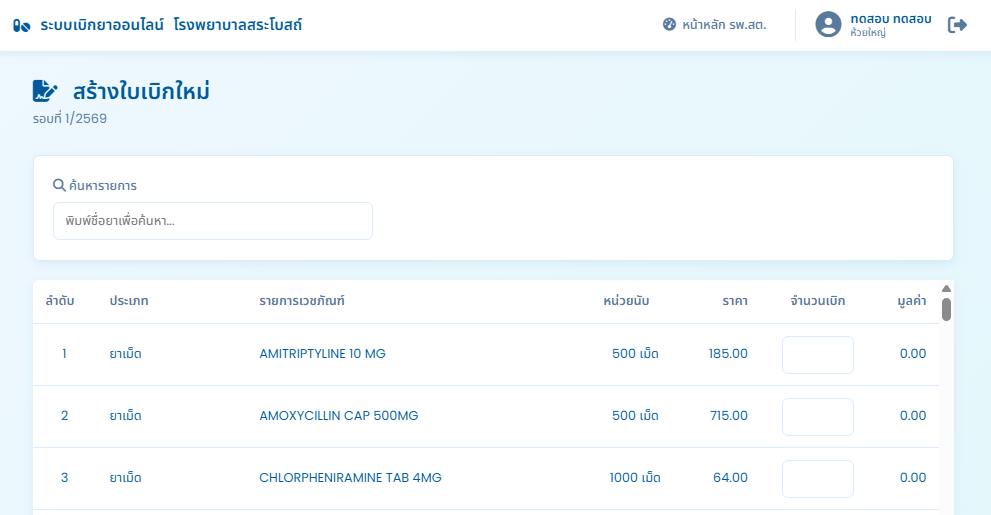 ระบบเบิกยาออนไลน์ โรงพยาบาลสระโบสถ์
หน้าหลัก รพ.สต.
ทดสอบ ทดสอบ
ห้วยใหญ่
สร้างใบเบิกใหม่
รอบที่ 1/2569
ค้นหารายการ
พิมพ์ชื่อยาเพื่อค้นหา...
ลำดับ ประเภท รายการเวชภัณฑ์ หน่วยนับ ราคา จำนวนเบิก มูลค่า
1 ยาเม็ด AMITRIPTYLINE 10 MG 500 เม็ด 185.00 0.00
2 ยาเม็ด AMOXYCILLIN CAP 500MG 500 เม็ด 715.00 0.00
3 ยาเม็ด CHLORPHENIRAMINE TAB 4MG 1000 เม็ด 64.00 0.00